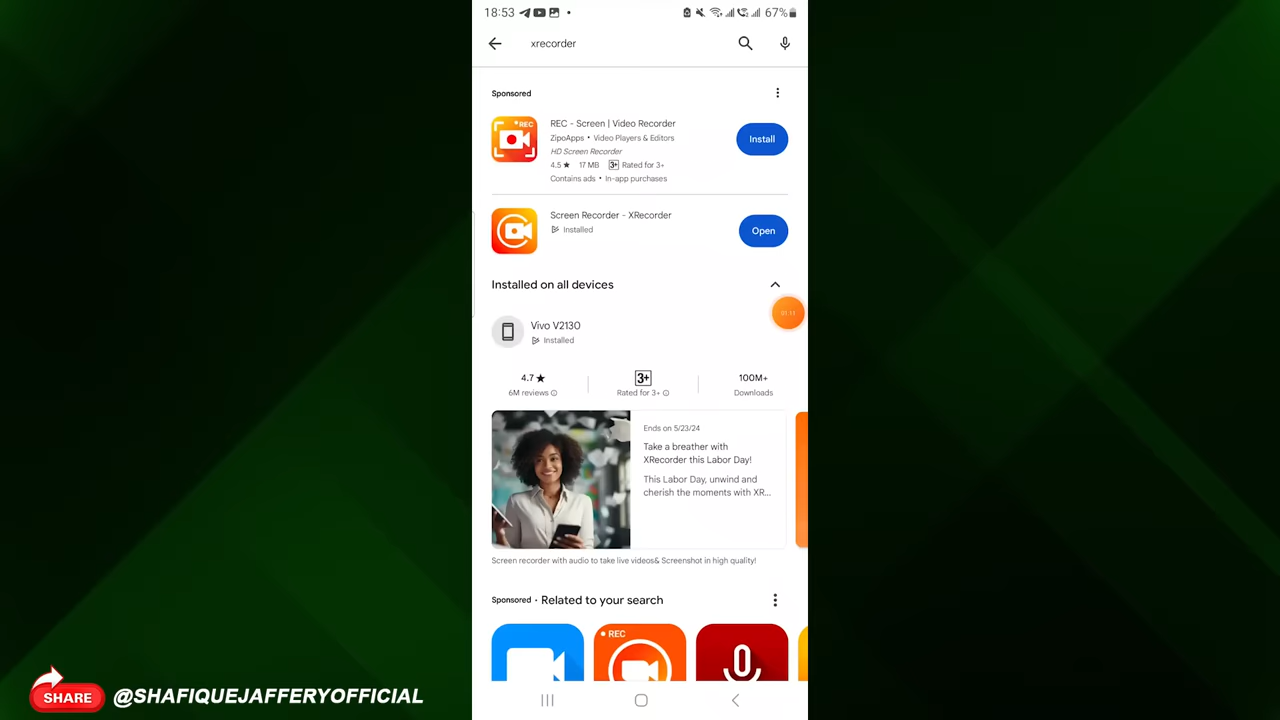 18:53
67%
xrecorder
Sponsored
REC - Screen | Video Recorder
ZipoApps • Video Players & Editors
HD Screen Recorder
4.5 ★ 17 MB 3+ Rated for 3+
Contains ads • In-app purchases
Install
REC
Screen Recorder - XRecorder
Installed
Open
Installed on all devices
01:11
Vivo V2130
Installed
4.7 ★
6M reviews
3+
Rated for 3+
100M+
Downloads
Ends on 5/23/24
Take a breather with
XRecorder this Labor Day!
This Labor Day, unwind and
cherish the moments with XR...
Screen recorder with audio to take live videos& Screenshot in high quality!
Sponsored · Related to your search
REC
SHARE @SHAFIQUEJAFFERYOFFICIAL